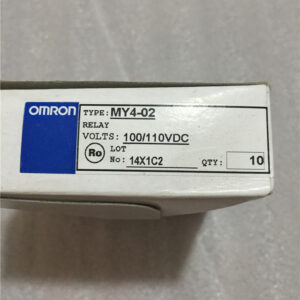 OMRON
TYPE: MY4-02
RELAY
VOLTS: 100/110VDC
Ro LOT
No: 14X1C2 QTY: 10